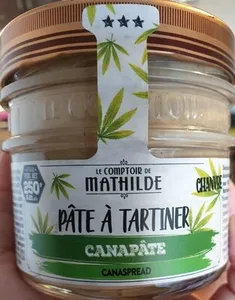 LE COMPTOIR DE
MATHILDE
CHANVRE
250g
PÂTE À TARTINER
CANAPÂTE
CANASPREAD